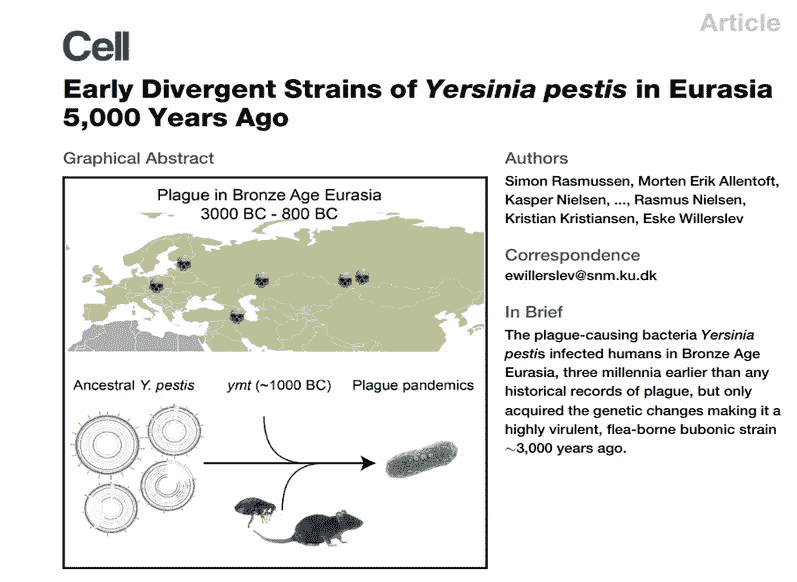 Article
Cell
Early Divergent Strains of Yersinia pestis in Eurasia
5,000 Years Ago
Graphical Abstract
Plague in Bronze Age Eurasia
3000 BC - 800 BC
Ancestral Y. pestis
ymt (~1000 BC)
Plague pandemics
Authors
Simon Rasmussen, Morten Erik Allentoft,
Kasper Nielsen, ..., Rasmus Nielsen,
Kristian Kristiansen, Eske Willerslev
Correspondence
ewillerslev@snm.ku.dk
In Brief
The plague-causing bacteria Yersinia
pestis infected humans in Bronze Age
Eurasia, three millennia earlier than any
historical records of plague, but only
acquired the genetic changes making it a
highly virulent, flea-borne bubonic strain
~3,000 years ago.